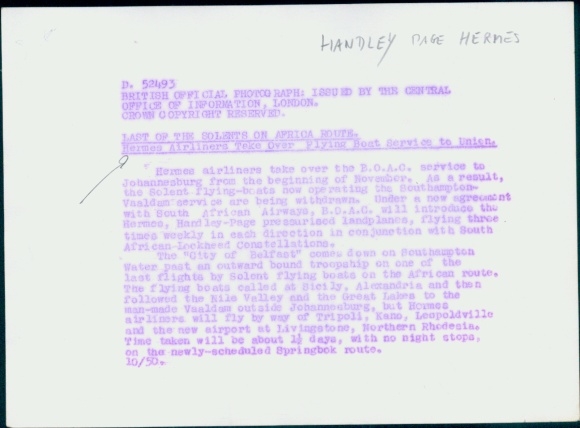 HANDLEY PAGE HERMES
D. 52493
BRITISH OFFICIAL PHOTOGRAPH: ISSUED BY THE CENTRAL
OFFICE OF INFORMATION, LONDON.
CROWN COPYRIGHT RESERVED.
LAST OF THE SOLENTS ON AFRICA ROUTE.
Hermes Airliners Take Over Flying Boat Service to Union.
Hermes airliners take over the B.O.A.C. service to
Johannesburg from the beginning of November. As a result,
the Solent Flying-boats now operating the Southampton-
Vaaldam service are being withdrawn. Under a new agreement
with South African Airways, B.O.A.C. will introduce the
Hermes, Handley-Page pressurised landplane, flying three
times weekly in each direction in conjunction with South
African-Lockheed Constellations.
The "City of Belfast" comes down on Southampton
Water past an outward bound troopship on one of the
last flights by Solent flying boats on the African route.
The flying boats called at Sicily, Alexandria and then
followed the Nile Valley and the Great Lakes to the
man-made Vaaldam outside Johannesburg, but Hermes
airliners will fly by way of Tripoli, Kano, Leopoldville
and the new airport at Livingstone, Northern Rhodesia.
Time taken will be about 1½ days, with no night stops,
on the newly-scheduled Springbok route.
10/50.